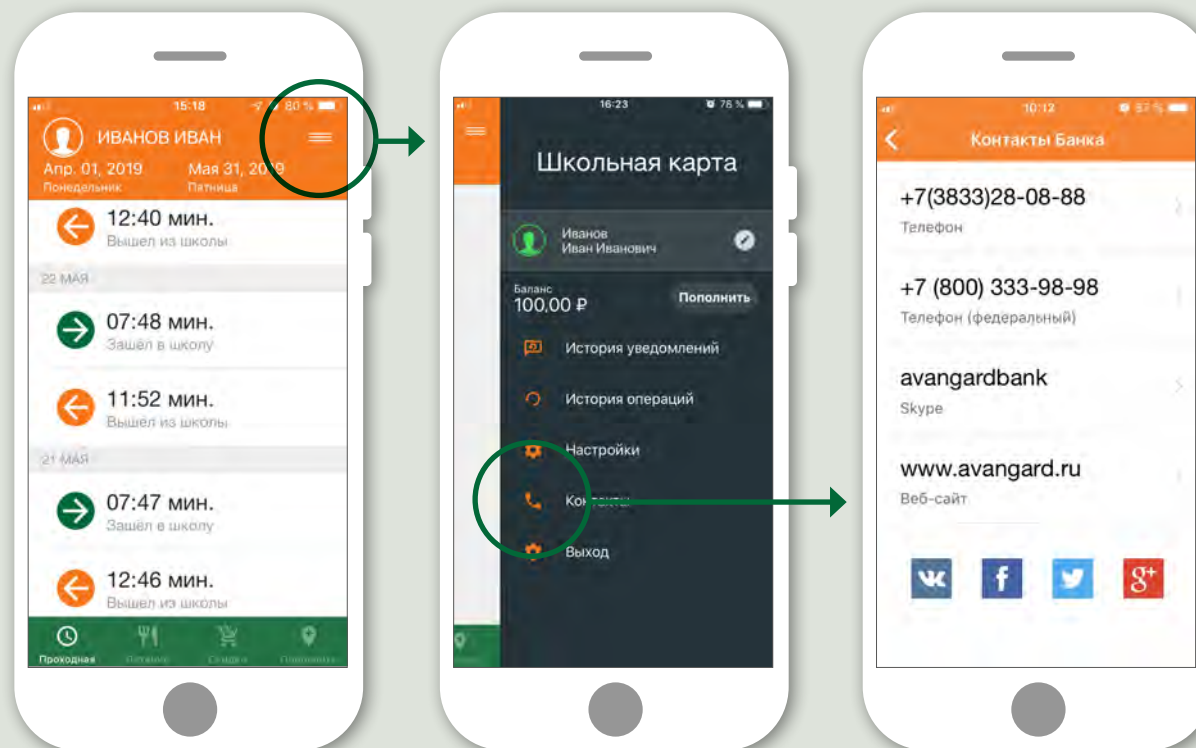 15:18 80 %
ИВАНОВ ИВАН
Апр. 01, 2019 Мая 31, 2019
Понедельник Пятница
12:40 мин.
Вышел из школы
22 МАЯ
07:48 мин.
Зашёл в школу
11:52 мин.
Вышел из школы
21 МАЯ
07:47 мин.
Зашёл в школу
12:46 мин.
Вышел из школы
Проходная Питание Скидки
16:23 78 %
Школьная карта
Иванов
Иван Иванович
Баланс
100,00 ₽ Пополнить
История уведомлений
История операций
Настройки
Контакты
Выход
10:12
Контакты Банка
+7(3833)28-08-88
Телефон
+7 (800) 333-98-98
Телефон (федеральный)
avangardbank
Skype
www.avangard.ru
Веб-сайт